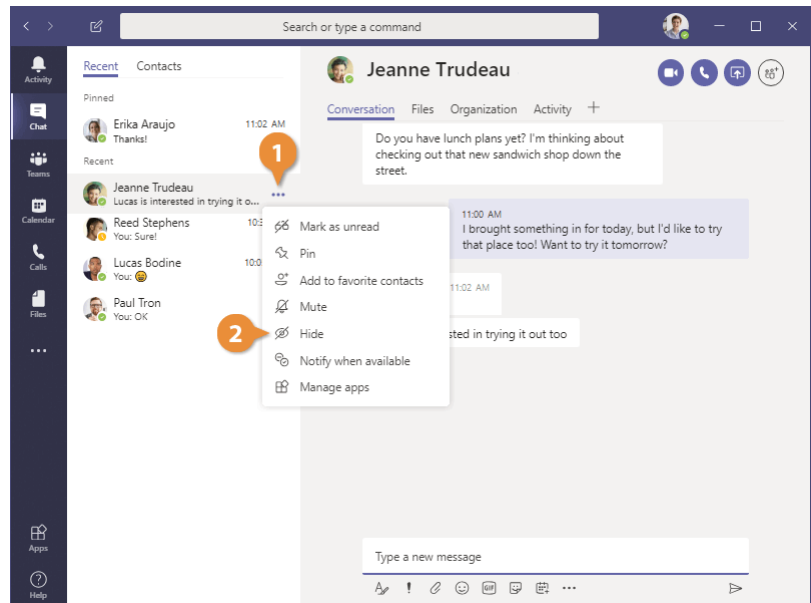 Search or type a command
Activity
Chat
Teams
Calendar
Calls
Files
Apps
Help
Recent Contacts
Pinned
Erika Araujo 11:02 AM
Thanks!
Recent
Jeanne Trudeau
Lucas is interested in trying it o...
Reed Stephens 10:3
You: Sure!
Lucas Bodine 10:0
You:
Paul Tron
You: OK
1
2
Mark as unread
Pin
Add to favorite contacts
Mute
Hide
Notify when available
Manage apps
Jeanne Trudeau
Conversation Files Organization Activity
Do you have lunch plans yet? I'm thinking about
checking out that new sandwich shop down the
street.
11:00 AM
I brought something in for today, but I'd like to try
that place too! Want to try it tomorrow?
11:02 AM
sted in trying it out too
Type a new message
GIF